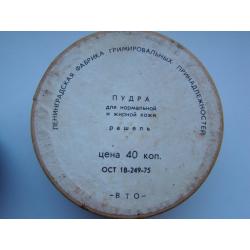 ЛЕНИНГРАДСКАЯ ФАБРИКА ГРИМИРОВАЛЬНЫХ ПРИНАДЛЕЖНОСТЕЙ
ПУДРА
для нормальной
и жирной кожи
рашель
цена 40 коп.
ОСТ 18-249-75
-ВТО-